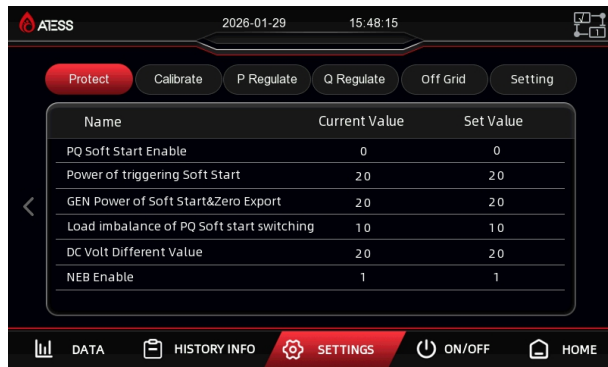 ATESS 2026-01-29 15:48:15
1
Protect Calibrate P Regulate Q Regulate Off Grid Setting
Name Current Value Set Value
PQ Soft Start Enable 0 0
Power of triggering Soft Start 20 20
GEN Power of Soft Start&Zero Export 20 20
Load imbalance of PQ Soft start switching 10 10
DC Volt Different Value 20 20
NEB Enable 1 1
DATA HISTORY INFO SETTINGS ON/OFF HOME